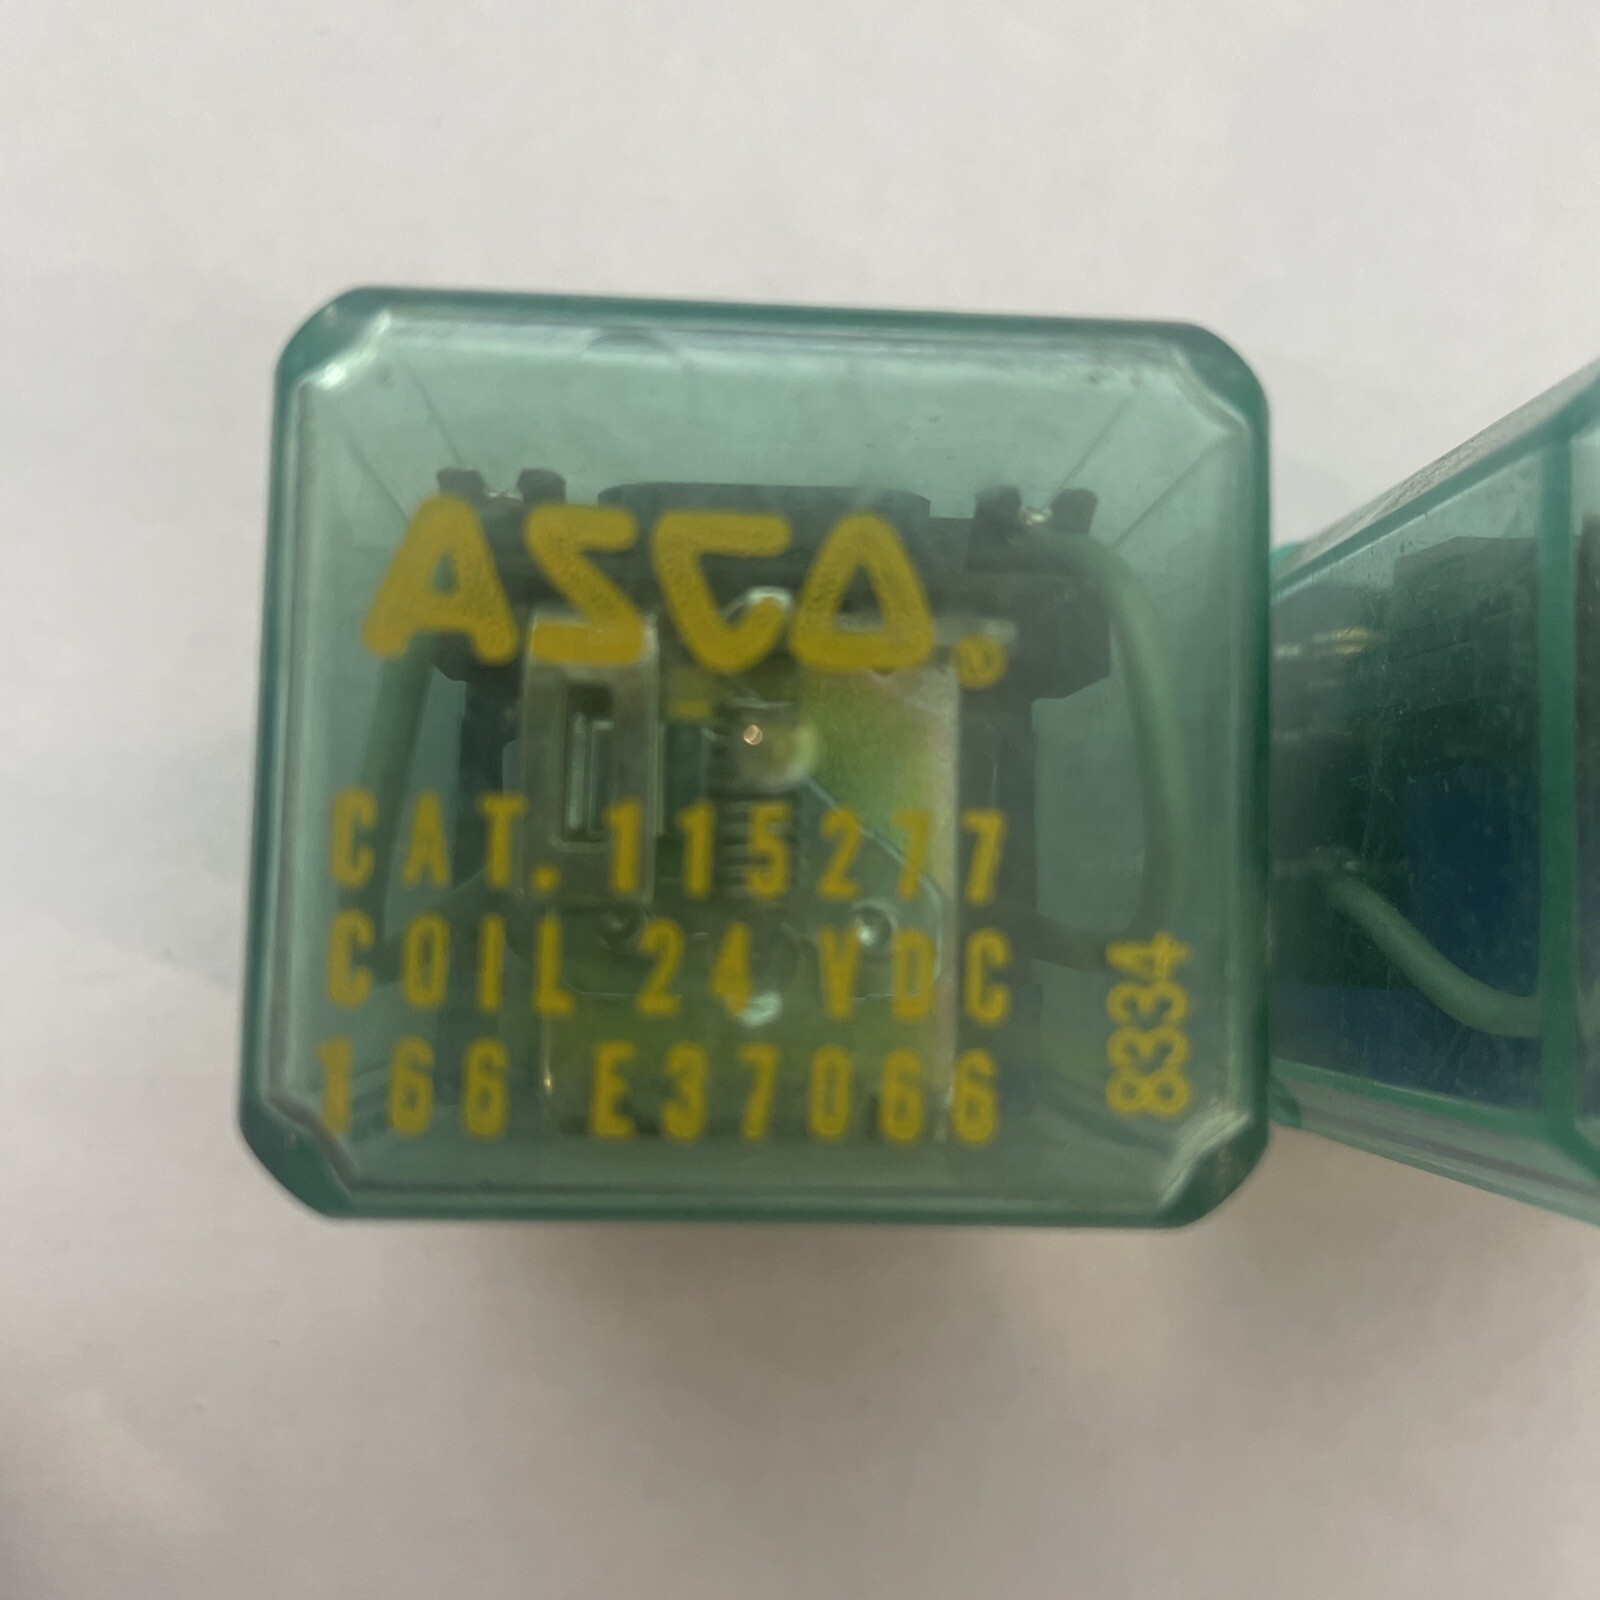 ASCO®
CAT. 115277
COIL 24 VDC
166 E37066
8334